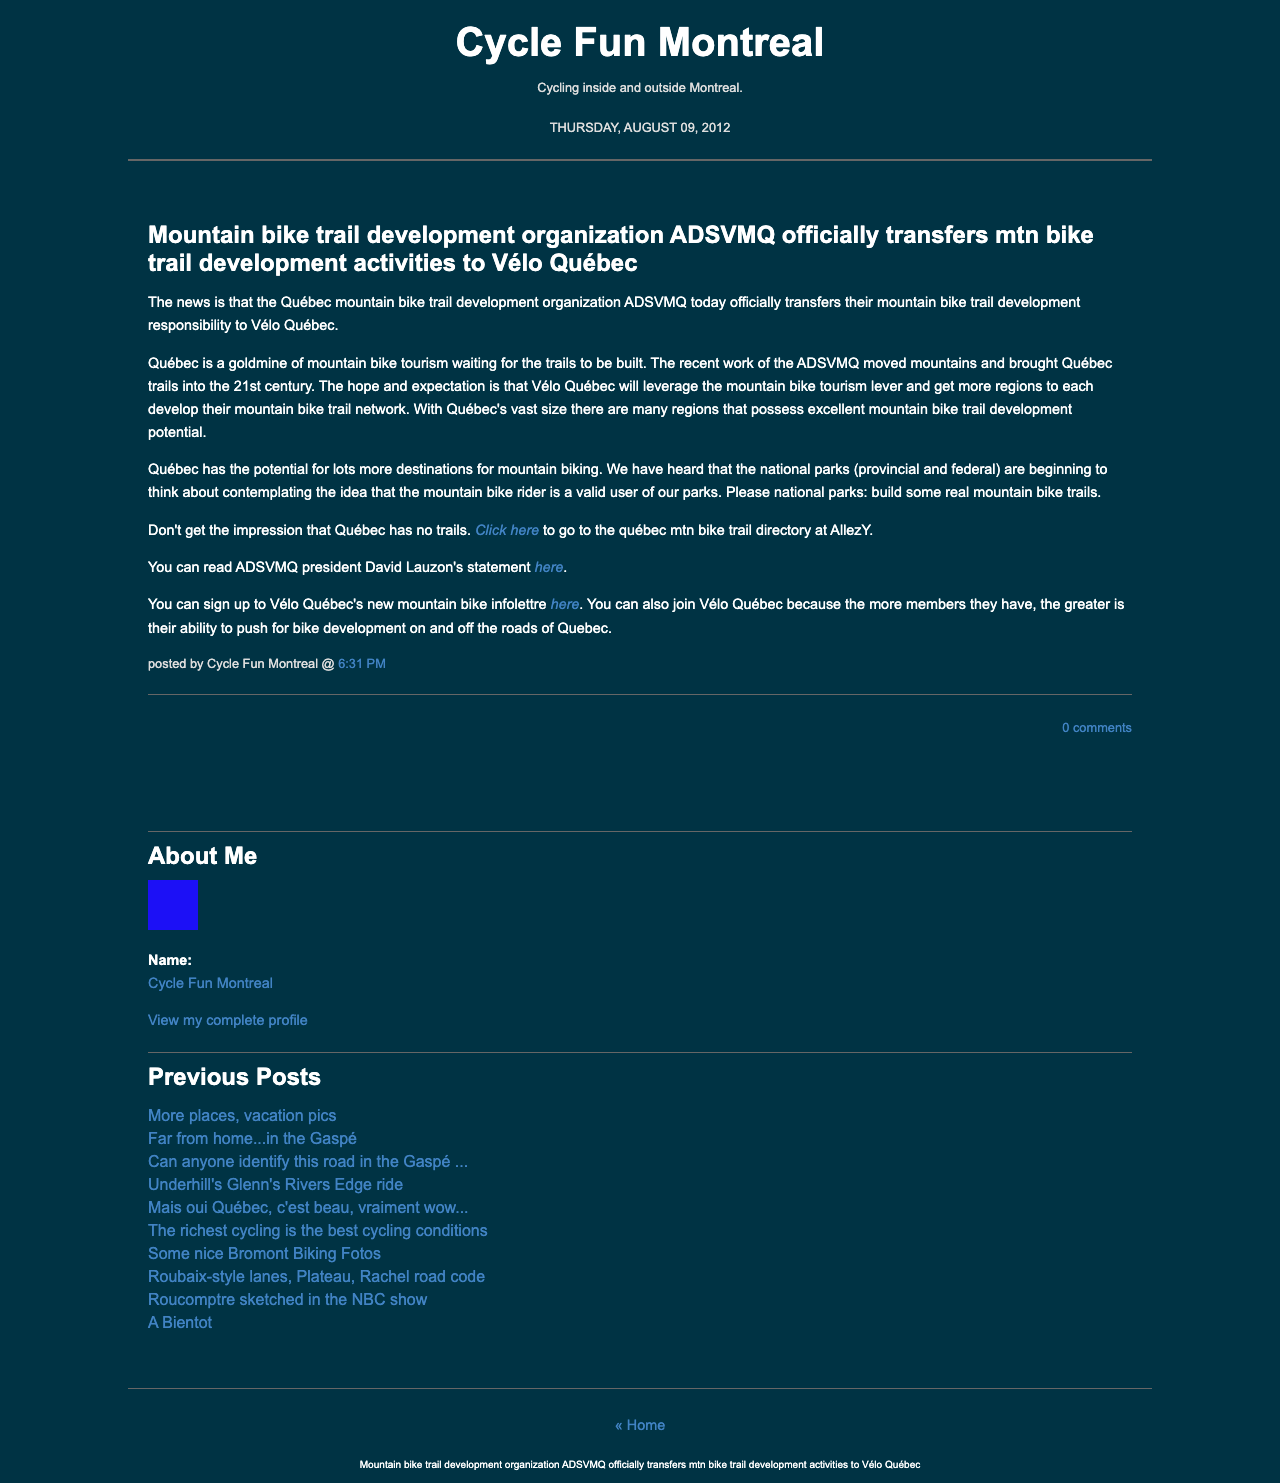 Cycle Fun Montreal
Cycling inside and outside Montreal.
THURSDAY, AUGUST 09, 2012
Mountain bike trail development organization ADSVMQ officially transfers mtn bike
trail development activities to Vélo Québec
The news is that the Québec mountain bike trail development organization ADSVMQ today officially transfers their mountain bike trail development
responsibility to Vélo Québec.
Québec is a goldmine of mountain bike tourism waiting for the trails to be built. The recent work of the ADSVMQ moved mountains and brought Québec
trails into the 21st century. The hope and expectation is that Vélo Québec will leverage the mountain bike tourism lever and get more regions to each
develop their mountain bike trail network. With Québec's vast size there are many regions that possess excellent mountain bike trail development
potential.
Québec has the potential for lots more destinations for mountain biking. We have heard that the national parks (provincial and federal) are beginning to
think about contemplating the idea that the mountain bike rider is a valid user of our parks. Please national parks: build some real mountain bike trails.
Don't get the impression that Québec has no trails. Click here to go to the québec mtn bike trail directory at AllezY.
You can read ADSVMQ president David Lauzon's statement here.
You can sign up to Vélo Québec's new mountain bike infolettre here. You can also join Vélo Québec because the more members they have, the greater is
their ability to push for bike development on and off the roads of Quebec.
posted by Cycle Fun Montreal @ 6:31 PM
0 comments
About Me
Name:
Cycle Fun Montreal
View my complete profile
Previous Posts
More places, vacation pics
Far from home...in the Gaspé
Can anyone identify this road in the Gaspé ...
Underhill's Glenn's Rivers Edge ride
Mais oui Québec, c'est beau, vraiment wow...
The richest cycling is the best cycling conditions
Some nice Bromont Biking Fotos
Roubaix-style lanes, Plateau, Rachel road code
Roucomptre sketched in the NBC show
A Bientot
« Home
Mountain bike trail development organization ADSVMQ officially transfers mtn bike trail development activities to Vélo Québec